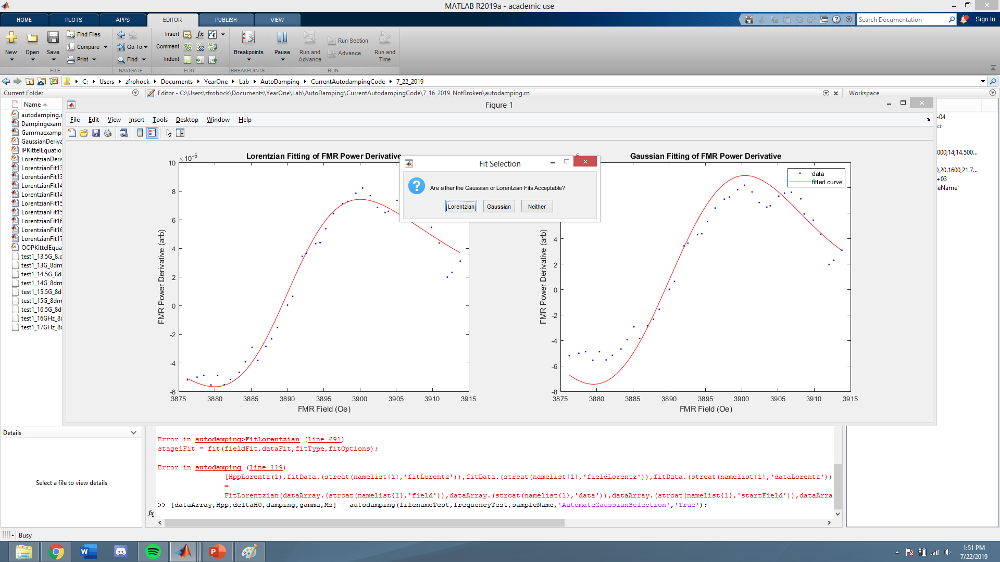 MATLAB R2019a - academic use
HOME PLOTS APPS EDITOR PUBLISH VIEW
Search Documentation
Sign In
New Open Save
Find Files
Compare
Print
FILE
Go To
Find
NAVIGATE
Insert
Comment
Indent
EDIT
Breakpoints
BREAKPOINTS
Pause
Run and Advance
Run Section
Advance
Run and Time
RUN
C: Users zfrohock Documents YearOne Lab AutoDamping CurrentAutodampingCode 7_22_2019
Current Folder
Editor - C:\Users\zfrohock\Documents\YearOne\Lab\AutoDamping\CurrentAutodampingCode\7_16_2019_NotBroken\autodamping.m
Workspace
Name
autodamping.
Dampingexam
Gammaexamp
GaussianDeriva
IPKittelEquatio
LorentzianDeri
LorentzianFit13
LorentzianFit13
LorentzianFit14
LorentzianFit14
LorentzianFit15
LorentzianFit15
LorentzianFit16
LorentzianFit16
LorentzianFit17
OOPKittelEqua
test1_13.5G_8.
test1_13G_8dm
test1_14.5G_8d
test1_14G_8dm
test1_15.5G_8d
test1_15G_8dm
test1_16.5G_8d
test1_16GHz_8
test1_17GHz_8
Figure 1
File Edit View Insert Tools Desktop Window Help
-04
ct
000;14;14.500...
0,20.1600,21.7...
+03
leName'
Lorentzian Fitting of FMR Power Derivative
× 10-5
10
8
6
4
2
0
-2
-4
-6
FMR Power Derivative (arb)
3875 3880 3885 3890 3895 3900 3905 3910 3915
FMR Field (Oe)
Fit Selection
Are either the Gaussian or Lorentzian Fits Acceptable?
Lorentzian Gaussian Neither
Gaussian Fitting of FMR Power Derivative
data
fitted curve
4
2
0
-2
-4
-6
-8
FMR Power Derivative (arb)
3875 3880 3885 3890 3895 3900 3905 3910 3915
FMR Field (Oe)
Details
Select a file to view details
Error in autodamping>FitLorentzian (line 691)
stage1Fit = fit(fieldFit,dataFit,fitType,fitOptions);
Error in autodamping (line 119)
[HppLorentz(1),fitData.(strcat(namelist{1},'fitLorentz')),fitData.(strcat(namelist{1},'fieldLorentz')),fitData.(strcat(namelist{1},'dataLorentz'))
=
FitLorentzian(dataArray.(strcat(namelist{1},'field')),dataArray.(strcat(namelist{1},'data')),dataArray.(strcat(namelist{1},'startField')),dataArra
>> [dataArray,Hpp,deltaH0,damping,gamma,Ms] = autodamping(filenameTest,frequencyTest,sampleName,'AutomateGaussianSelection','True');
fx
Busy
1:51 PM
7/22/2019